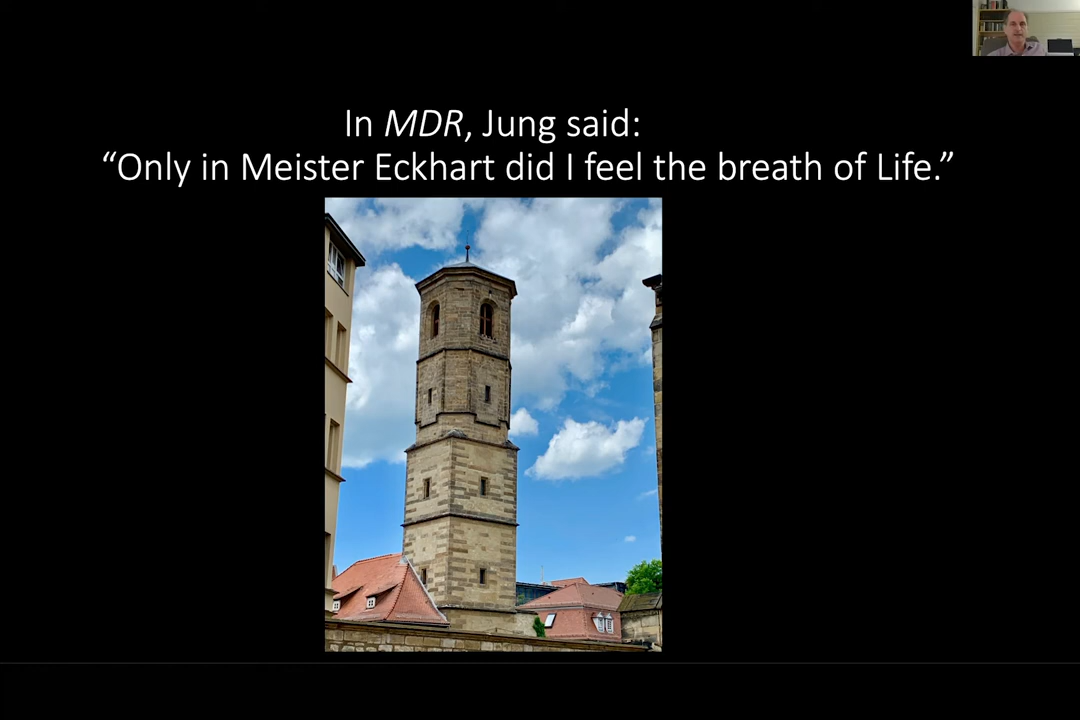 In MDR, Jung said:
“Only in Meister Eckhart did I feel the breath of Life.”